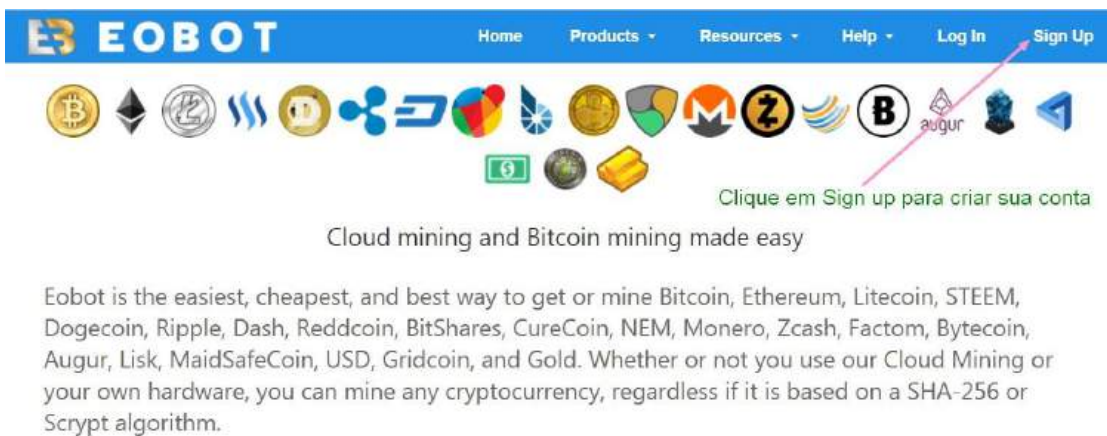 EOBOT Home Products Resources Help Log In Sign Up
augur
Clique em Sign up para criar sua conta
Cloud mining and Bitcoin mining made easy
Eobot is the easiest, cheapest, and best way to get or mine Bitcoin, Ethereum, Litecoin, STEEM,
Dogecoin, Ripple, Dash, Reddcoin, BitShares, CureCoin, NEM, Monero, Zcash, Factom, Bytecoin,
Augur, Lisk, MaidSafeCoin, USD, Gridcoin, and Gold. Whether or not you use our Cloud Mining or
your own hardware, you can mine any cryptocurrency, regardless if it is based on a SHA-256 or
Scrypt algorithm.